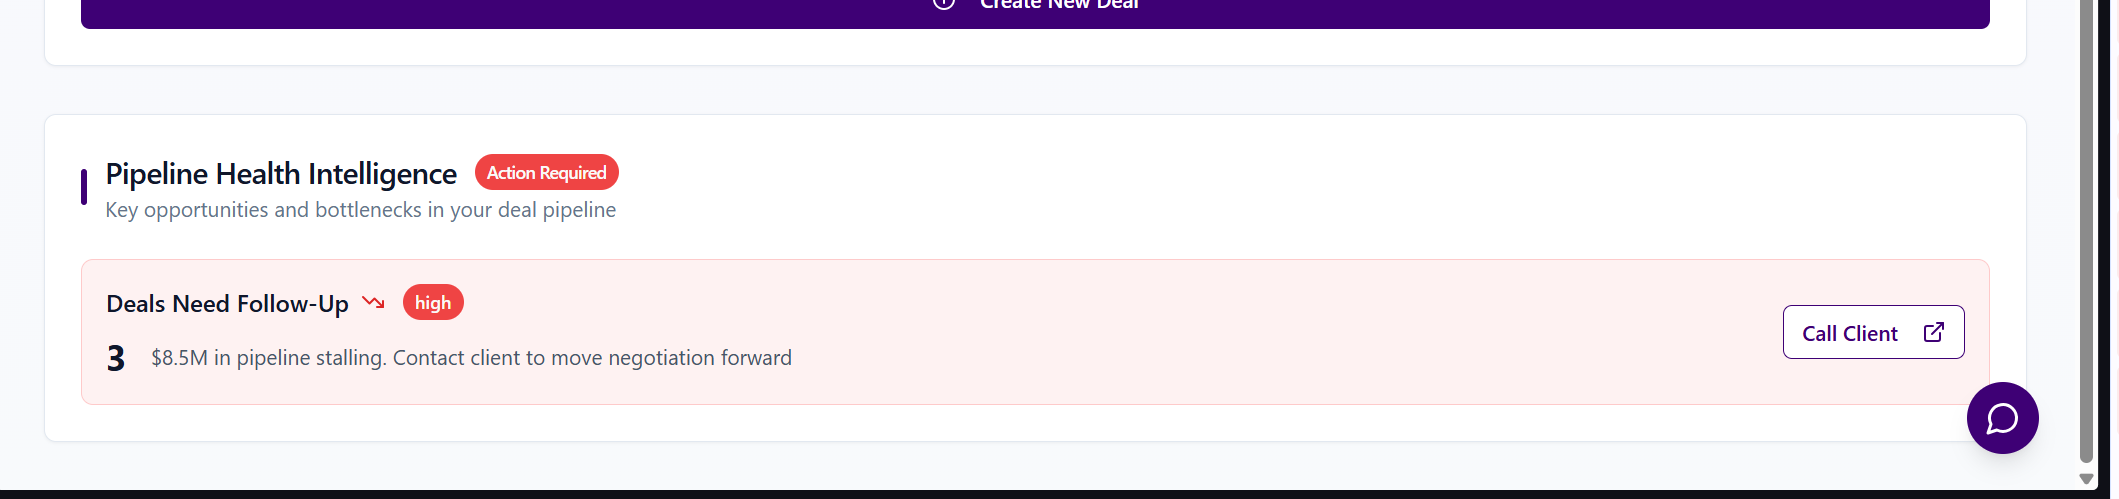 Create New Deal
Pipeline Health Intelligence Action Required
Key opportunities and bottlenecks in your deal pipeline
Deals Need Follow-Up high
3 $8.5M in pipeline stalling. Contact client to move negotiation forward
Call Client